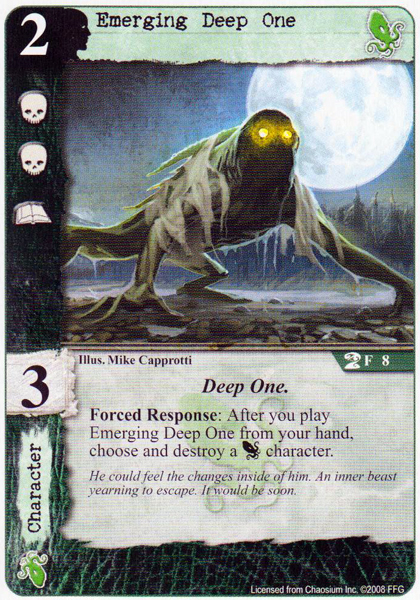 2
Emerging Deep One
Illus. Mike Capprotti
F 8
3
Deep One.
Forced Response: After you play
Emerging Deep One from your hand,
choose and destroy a character.
He could feel the changes inside of him. An inner beast
yearning to escape. It would be soon.
Character
Licensed from Chaosium Inc. ©2008 FFG